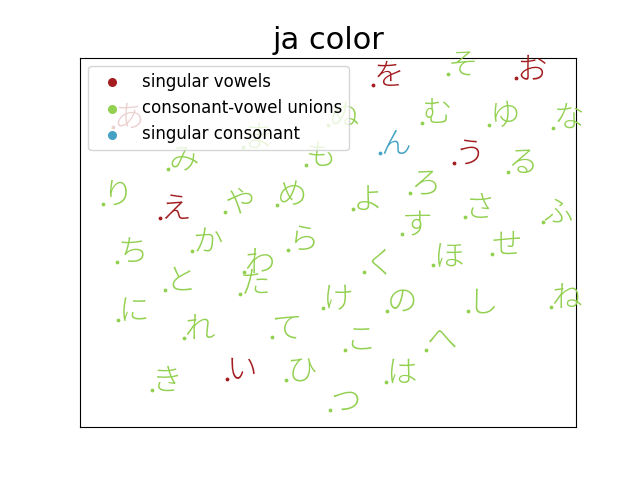 ja color
singular vowels
consonant-vowel unions
singular consonant
を
そ
お
あ
ぬ
む
ゆ
な
み
も
ん
う
る
り
え
や
め
よ
ろ
す
さ
ふ
ち
か
わ
ら
く
ほ
せ
と
た
に
れ
て
け
の
こ
し
へ
ね
き
い
ひ
つ
は